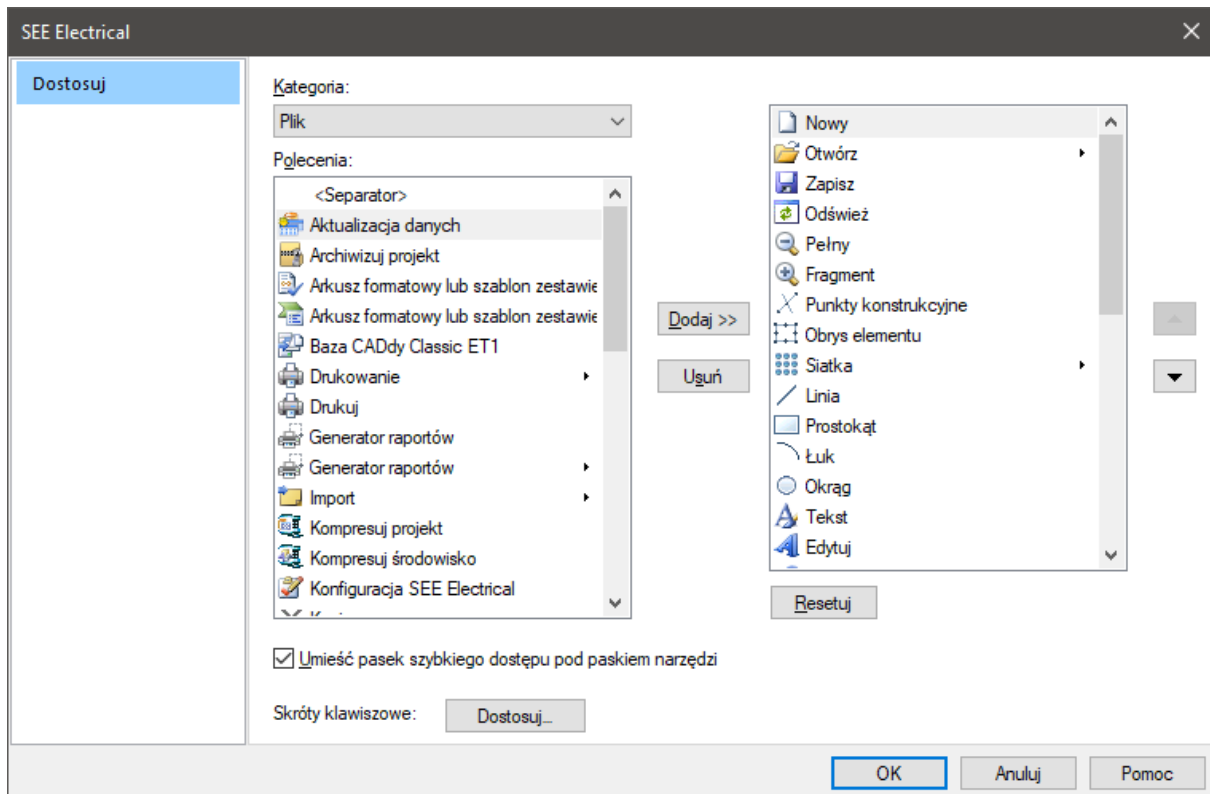 SEE Electrical
Dostosuj
Kategoria:
Plik
Polecenia:
<Separator>
Aktualizacja danych
Archiwizuj projekt
Arkusz formatowy lub szablon zestawie
Arkusz formatowy lub szablon zestawie
Baza CADdy Classic ET1
Drukowanie
Drukuj
Generator raportów
Generator raportów
Import
Kompresuj projekt
Kompresuj środowisko
Konfiguracja SEE Electrical
Dodaj >>
Usuń
Nowy
Otwórz
Zapisz
Odśwież
Pełny
Fragment
Punkty konstrukcyjne
Obrys elementu
Siatka
Linia
Prostokąt
Łuk
Okrąg
Tekst
Edytuj
Resetuj
Umieść pasek szybkiego dostępu pod paskiem narzędzi
Skróty klawiszowe:
Dostosuj...
OK
Anuluj
Pomoc